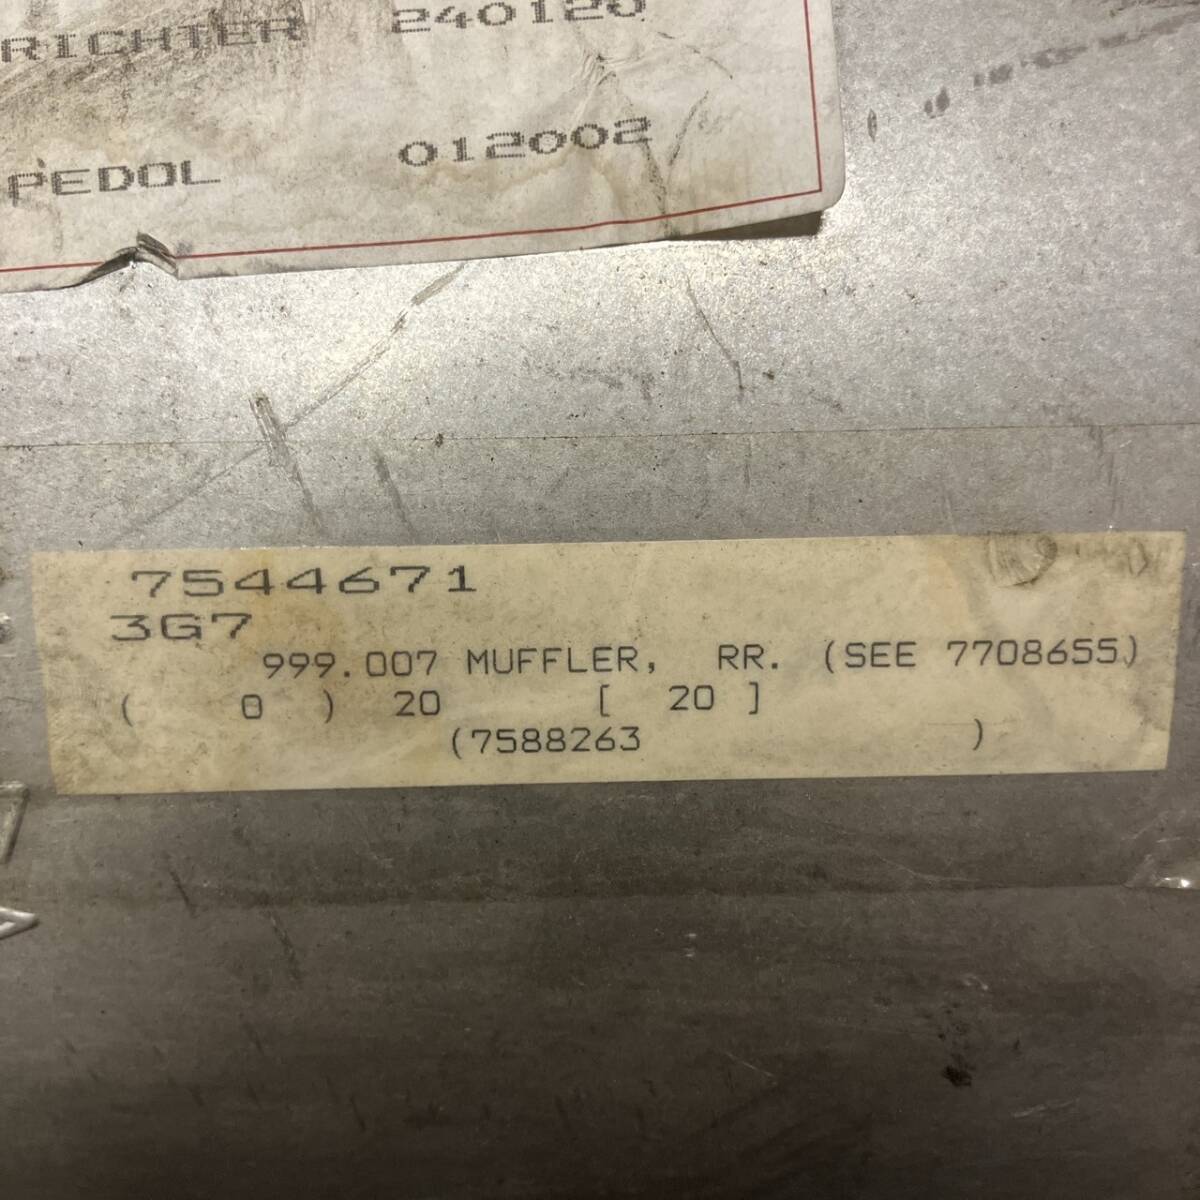 RICHTER 240120
PEDOL 012002
7544671
3G7
999.007 MUFFLER, RR. (SEE 7708655)
( 0 ) 20 [ 20 ]
(7588263 )